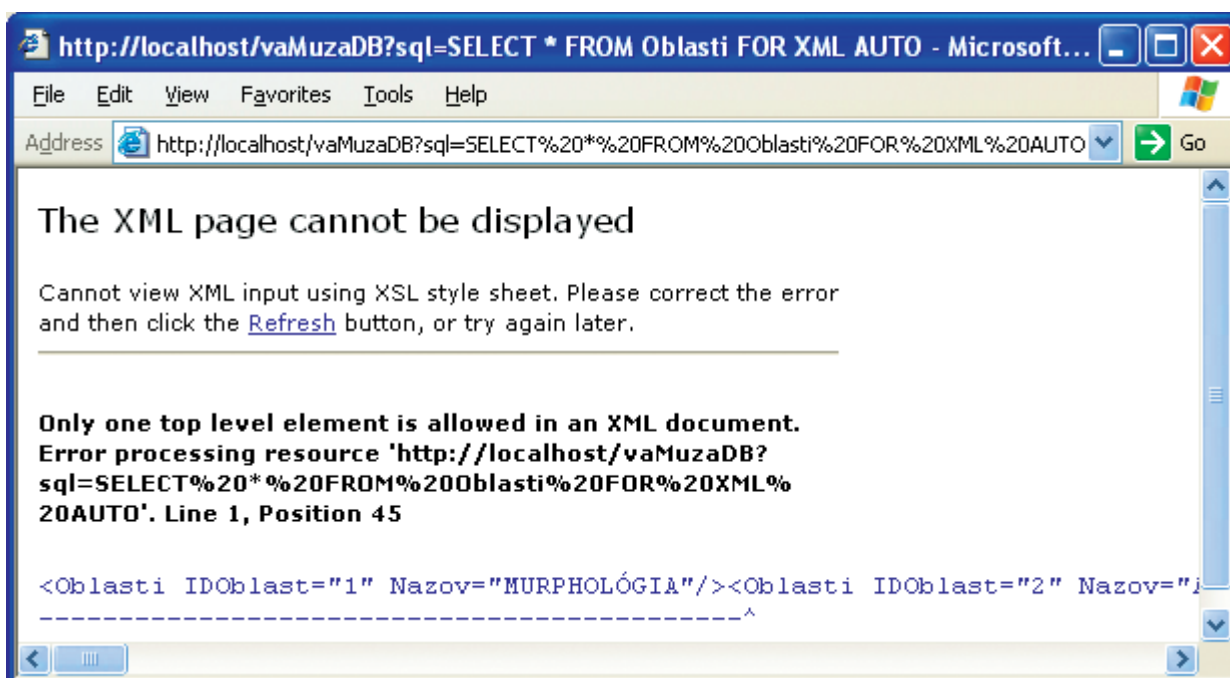 http://localhost/vaMuzaDB?sql=SELECT * FROM Oblasti FOR XML AUTO - Microsoft...
File Edit View Favorites Tools Help
Address http://localhost/vaMuzaDB?sql=SELECT%20*%20FROM%20Oblasti%20FOR%20XML%20AUTO Go
The XML page cannot be displayed
Cannot view XML input using XSL style sheet. Please correct the error
and then click the Refresh button, or try again later.
Only one top level element is allowed in an XML document.
Error processing resource 'http://localhost/vaMuzaDB?
sql=SELECT%20*%20FROM%20Oblasti%20FOR%20XML%
20AUTO'. Line 1, Position 45
<Oblasti IDOblast="1" Nazov="MURPHOLÓGIA"/><Oblasti IDOblast="2" Nazov="
--------------------------------------------^